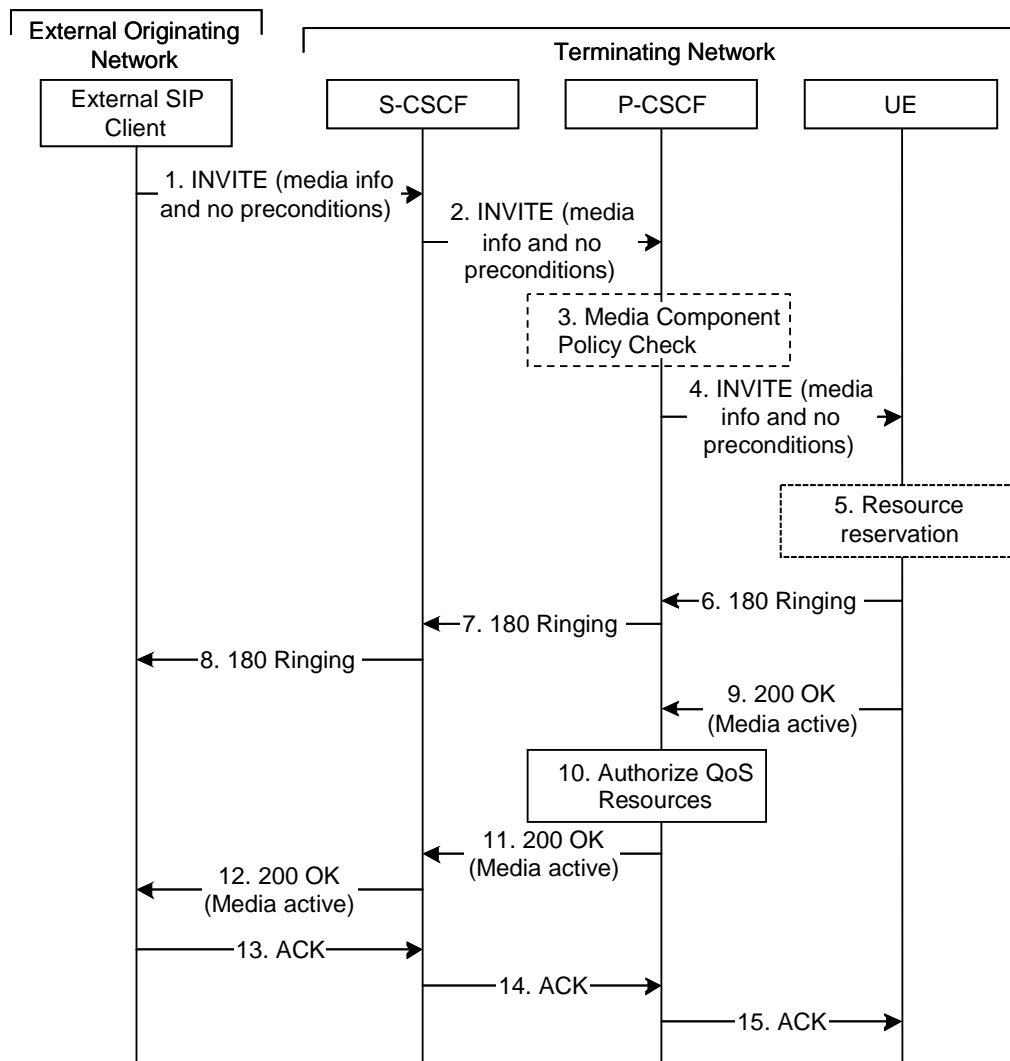 External Originating
Network
Terminating Network
External SIP
Client
S-CSCF
P-CSCF
UE
1. INVITE (media info
and no preconditions)
2. INVITE (media
info and no
preconditions)
3. Media Component
Policy Check
4. INVITE (media
info and no
preconditions)
5. Resource
reservation
6. 180 Ringing
7. 180 Ringing
8. 180 Ringing
9. 200 OK
(Media active)
10. Authorize QoS
Resources
11. 200 OK
(Media active)
12. 200 OK
(Media active)
13. ACK
14. ACK
15. ACK